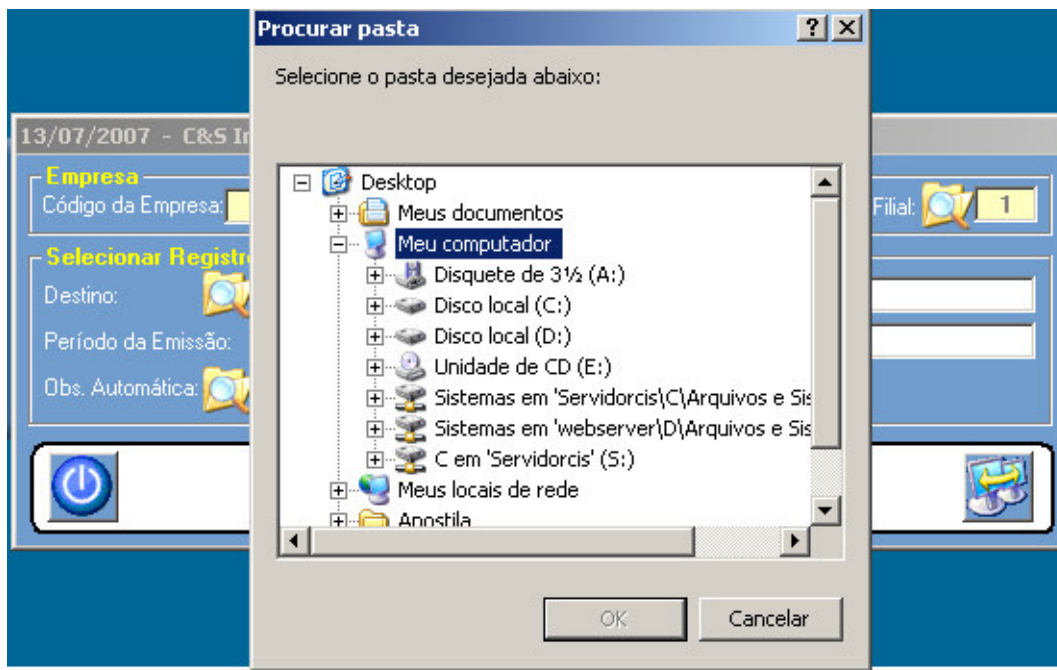 Procurar pasta
Selecione o pasta desejada abaixo:
13/07/2007 - C&S
Empresa
Código da Empresa:
Filial: 1
Selecionar
Destino:
Período da Emissão:
Obs. Automática:
Desktop
Meus documentos
Meu computador
Disquete de 3½ (A:)
Disco local (C:)
Disco local (D:)
Unidade de CD (E:)
Sistemas em 'Servidorcis\C\Arquivos e Sis
Sistemas em 'webserver\D\Arquivos e Sis
C em 'Servidorcis' (S:)
Meus locais de rede
Apostila
OK
Cancelar